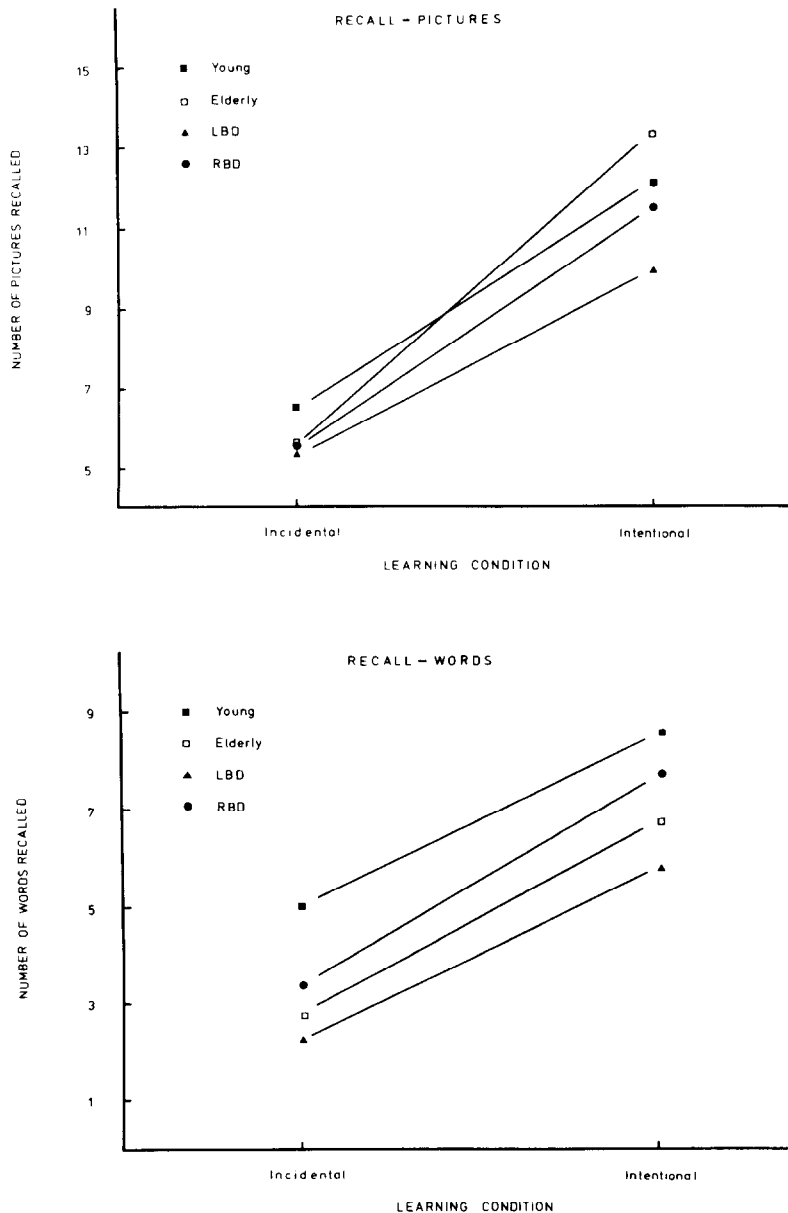 RECALL – PICTURES
NUMBER OF PICTURES RECALLED
15
13
11
9
7
5
Young
Elderly
LBD
RBD
Incidental Intentional
LEARNING CONDITION
RECALL – WORDS
NUMBER OF WORDS RECALLED
9
7
5
3
1
Young
Elderly
LBD
RBD
Incidental Intentional
LEARNING CONDITION